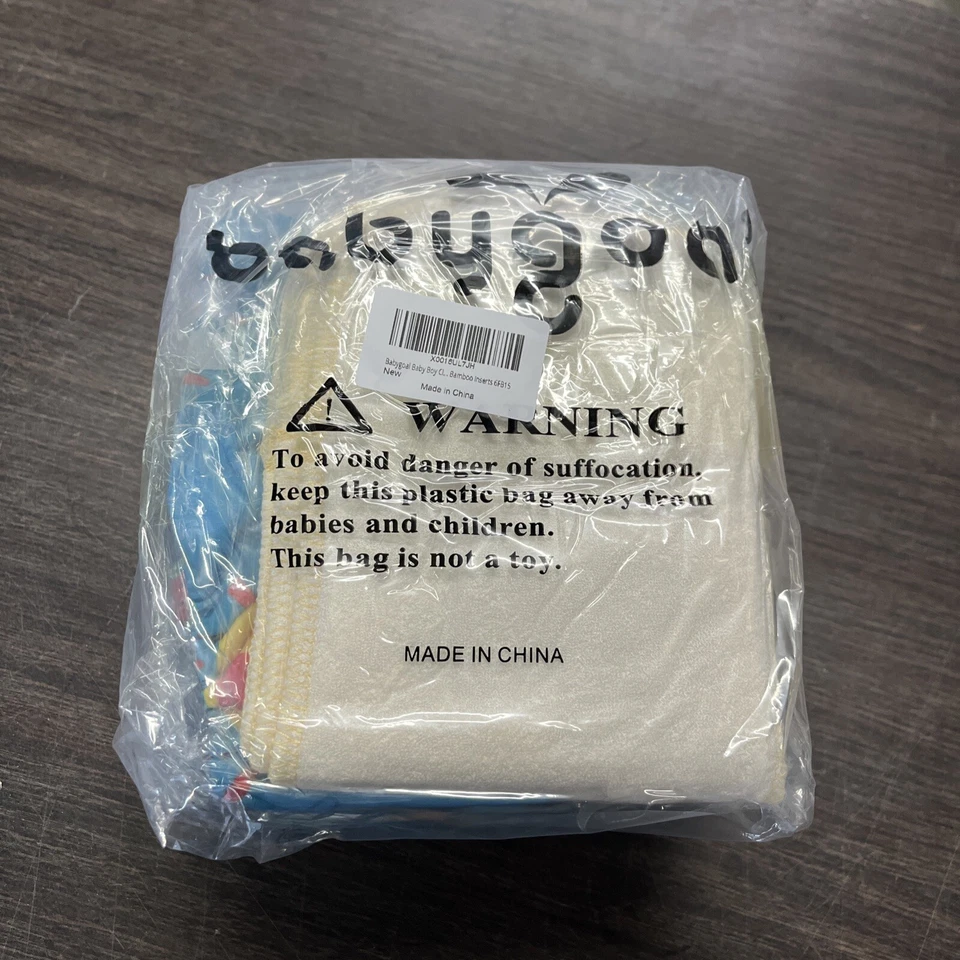 babygoal
X0016UL7JH
Babygoal Baby Boy Cl... Bamboo Inserts 6FB15
New
Made in China
WARNING
To avoid danger of suffocation.
keep this plastic bag away from
babies and children.
This bag is not a toy.
MADE IN CHINA